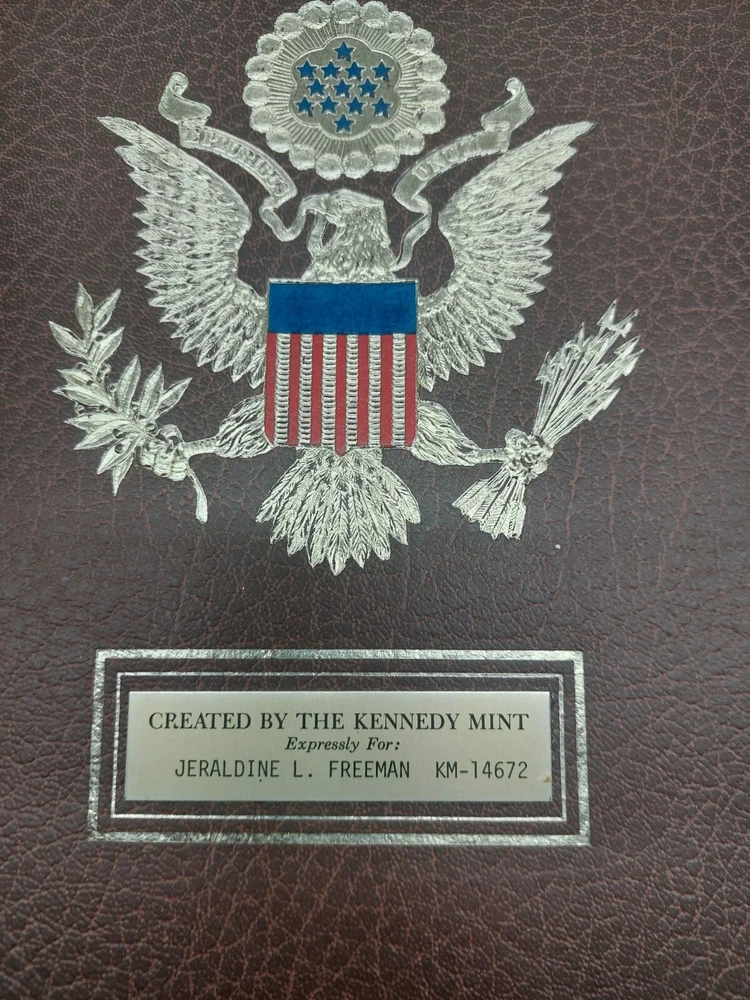 CREATED BY THE KENNEDY MINT
Expressly For:
JERALDINE L. FREEMAN KM-14672